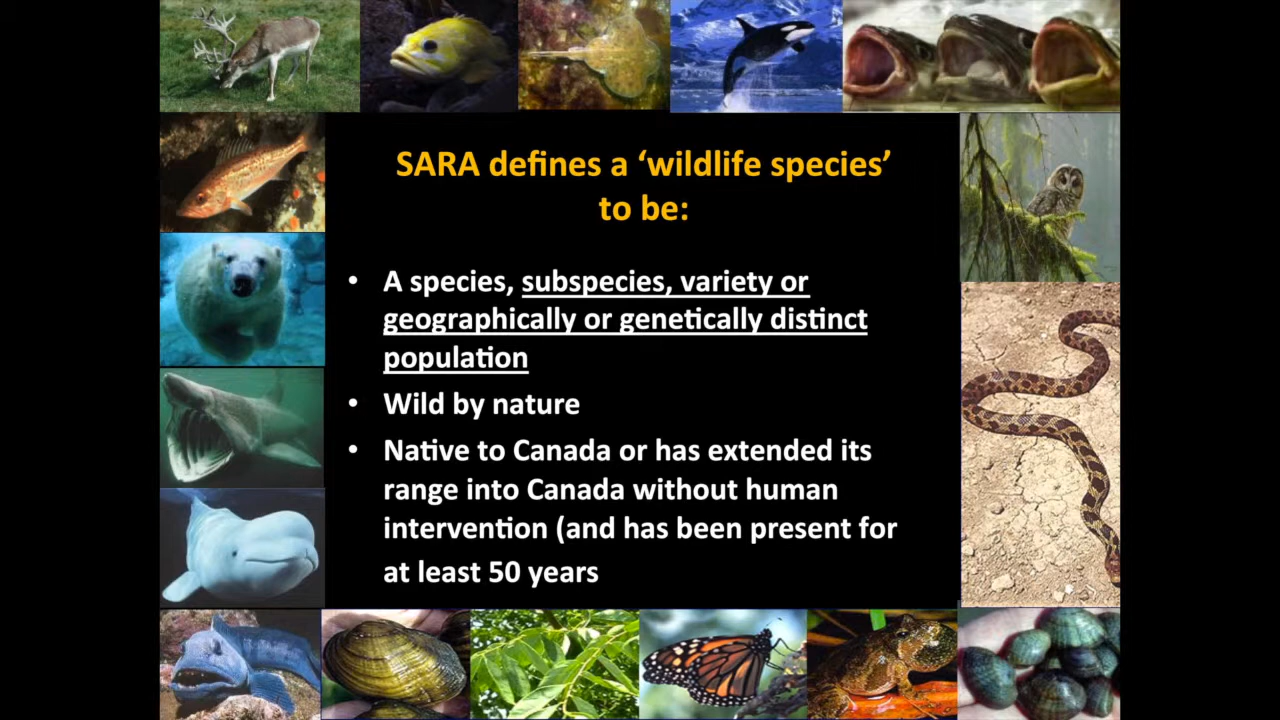 SARA defines a ‘wildlife species’
to be:
• A species, subspecies, variety or
geographically or genetically distinct
population
• Wild by nature
• Native to Canada or has extended its
range into Canada without human
intervention (and has been present for
at least 50 years